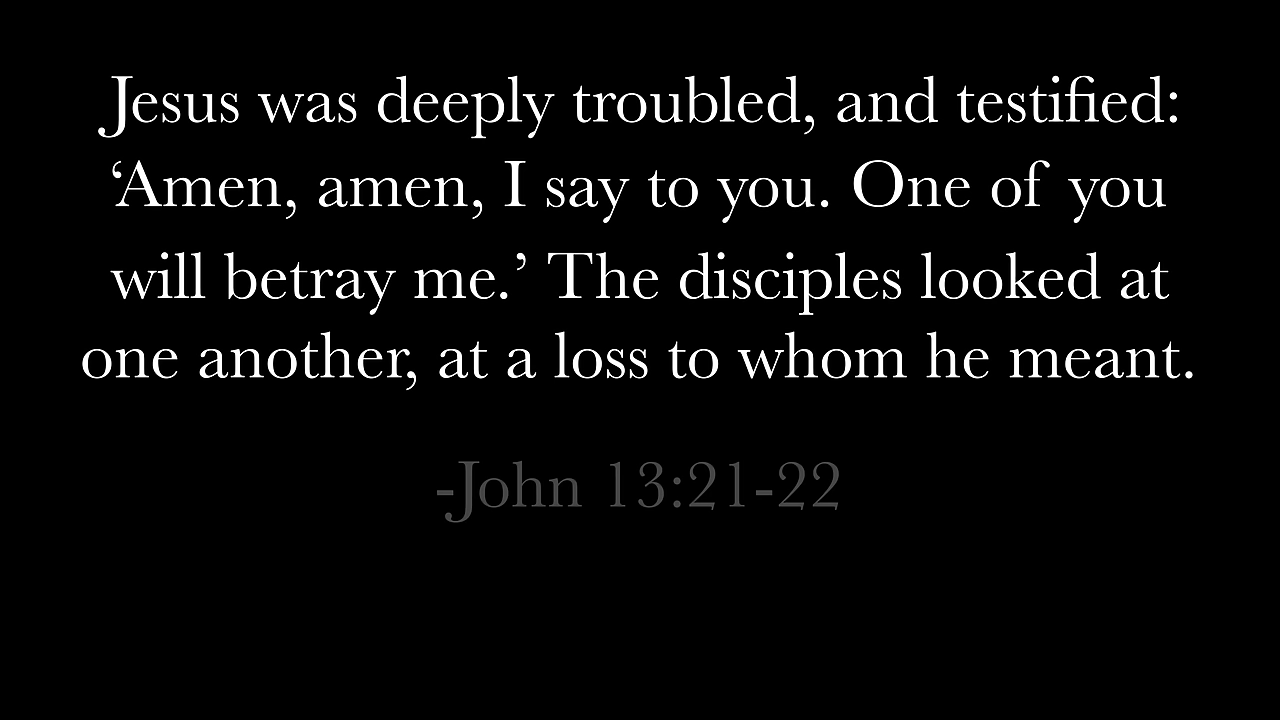 Jesus was deeply troubled, and testified:
‘Amen, amen, I say to you. One of you
will betray me.’ The disciples looked at
one another, at a loss to whom he meant.
-John 13:21-22